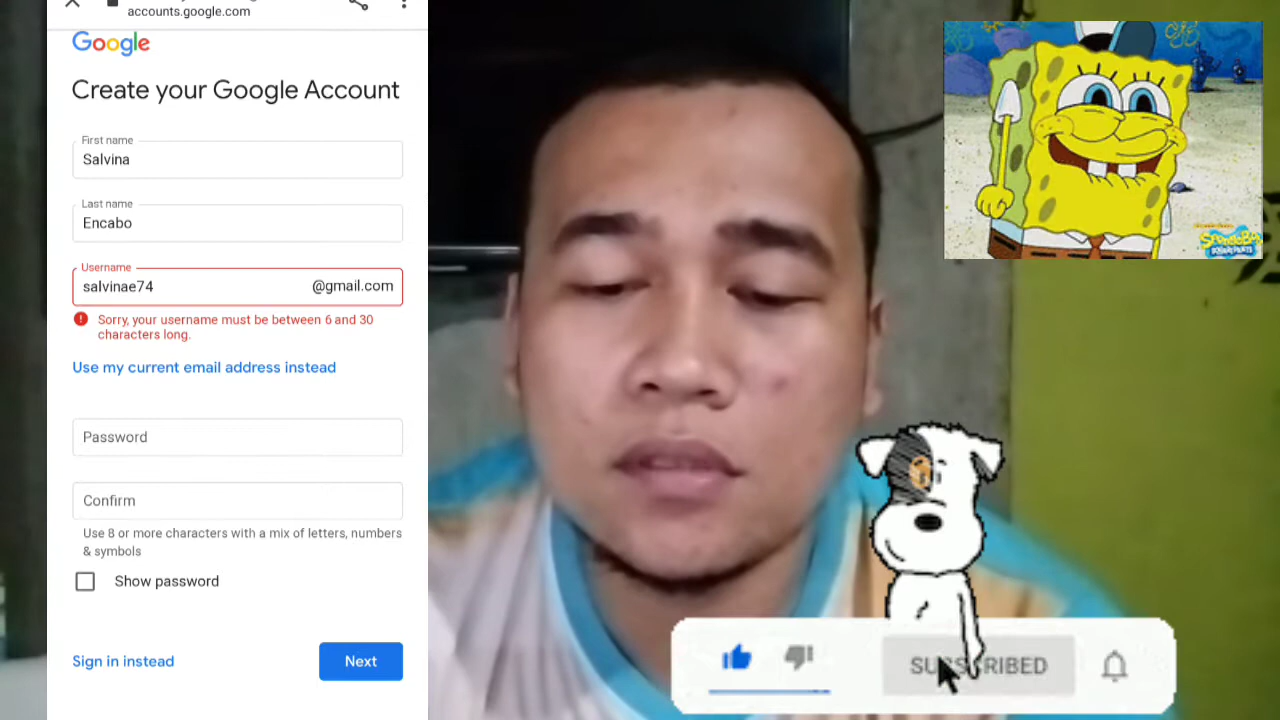 accounts.google.com
Google
Create your Google Account
First name
Salvina
Last name
Encabo
Username
salvinae74
@gmail.com
Sorry, your username must be between 6 and 30
characters long.
Use my current email address instead
Password
Confirm
Use 8 or more characters with a mix of letters, numbers
& symbols
Show password
Sign in instead
Next
SpongeBob
SQUAREPANTS
SUBSCRIBED